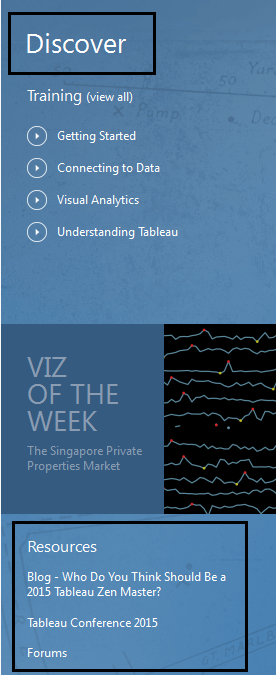 Discover
Training (view all)
Getting Started
Connecting to Data
Visual Analytics
Understanding Tableau
VIZ
OF THE
WEEK
The Singapore Private
Properties Market
Resources
Blog - Who Do You Think Should Be a
2015 Tableau Zen Master?
Tableau Conference 2015
Forums